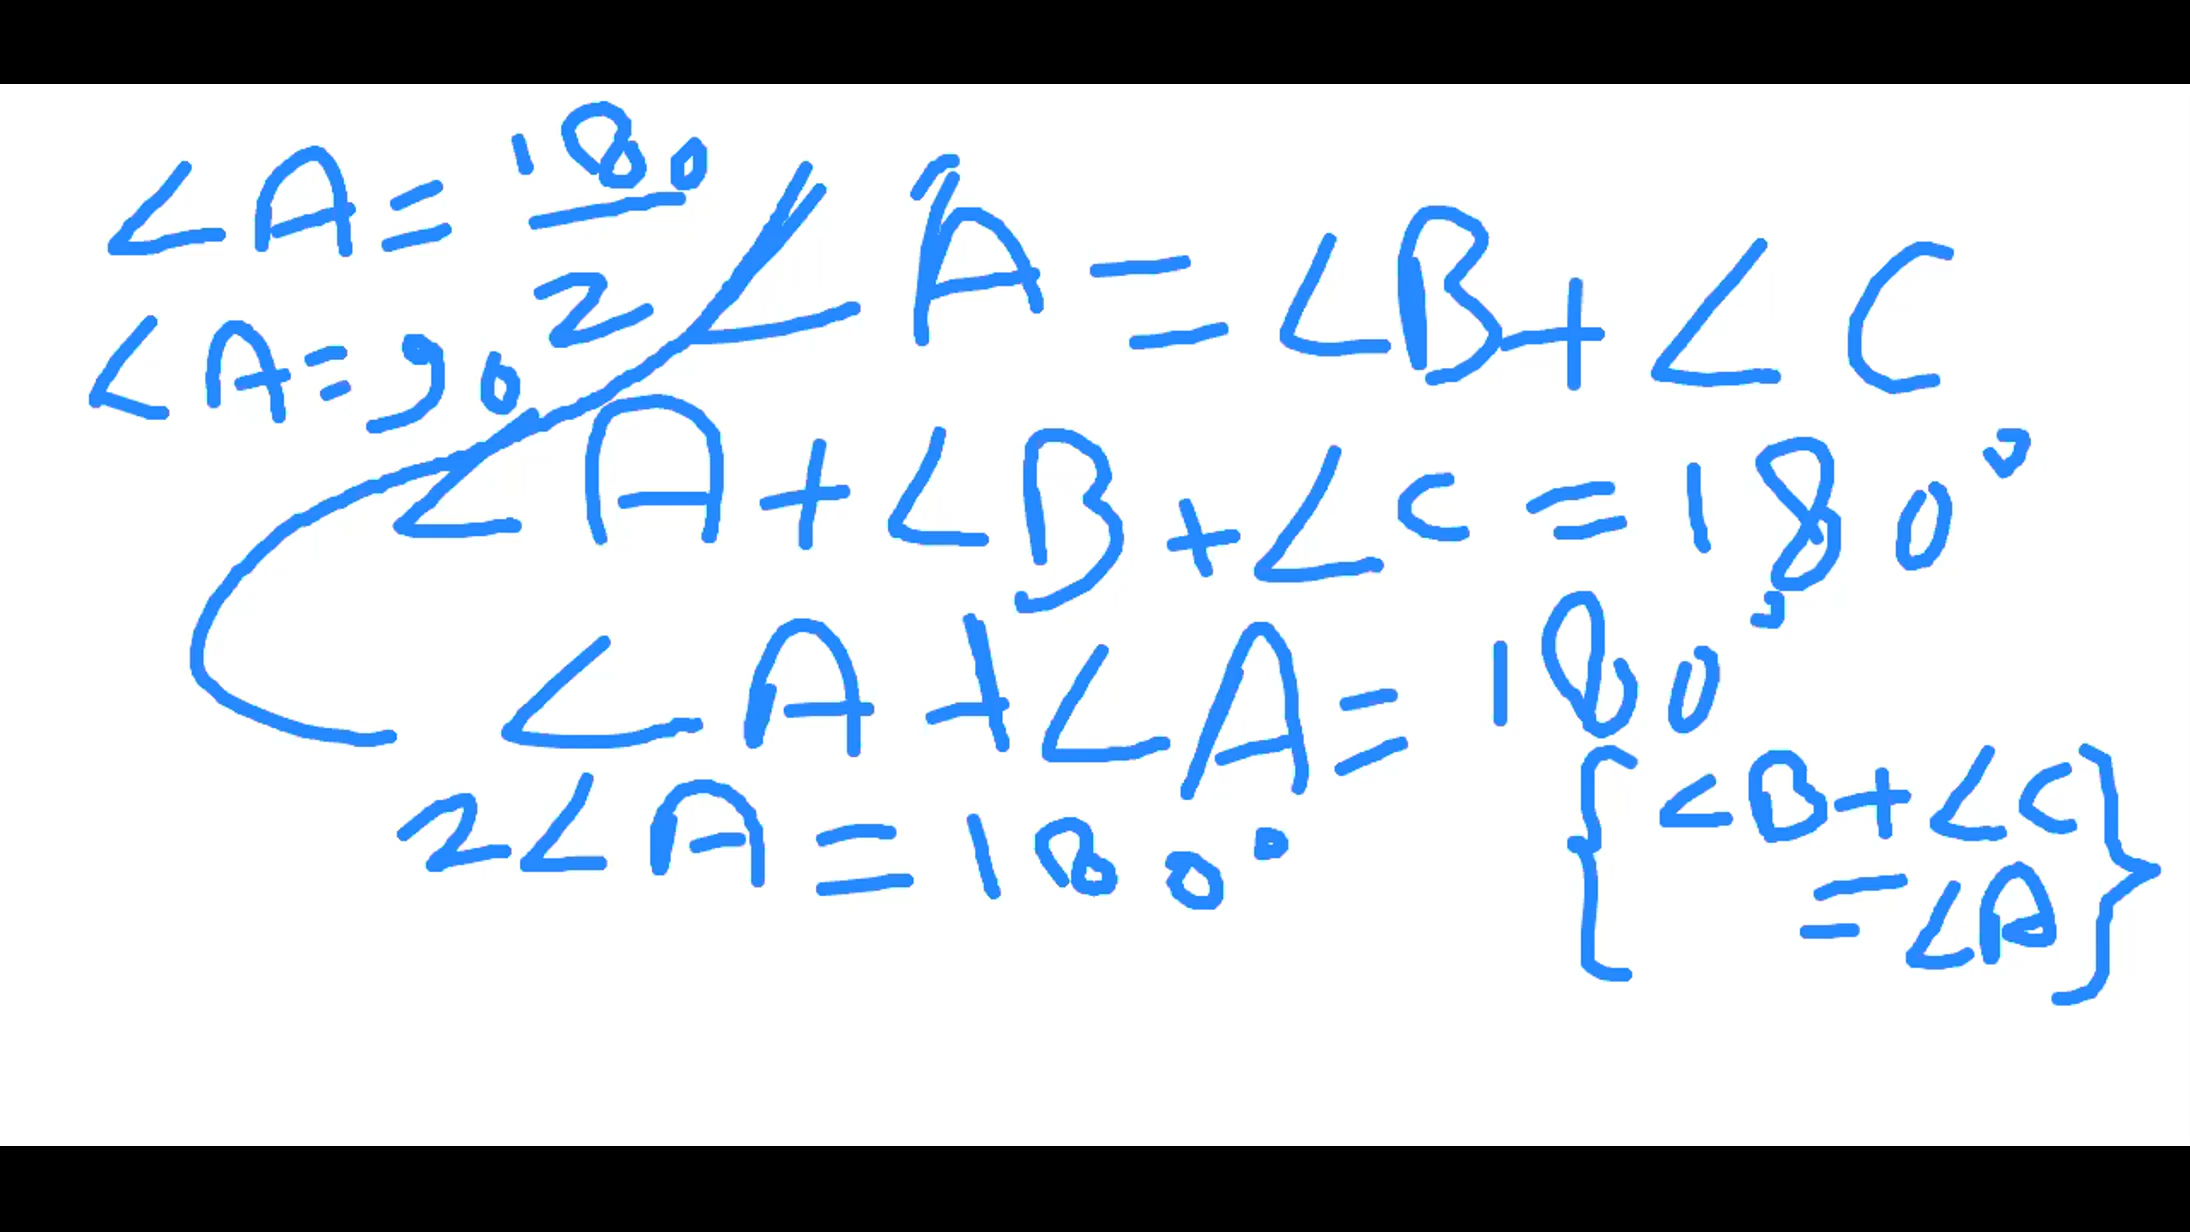 ∠A = 180/2
∠A = 90
∠A = ∠B + ∠C
∠A + ∠B + ∠C = 180°
∠A + ∠A = 180°
{∠B + ∠C
= ∠A}
2∠A = 180°